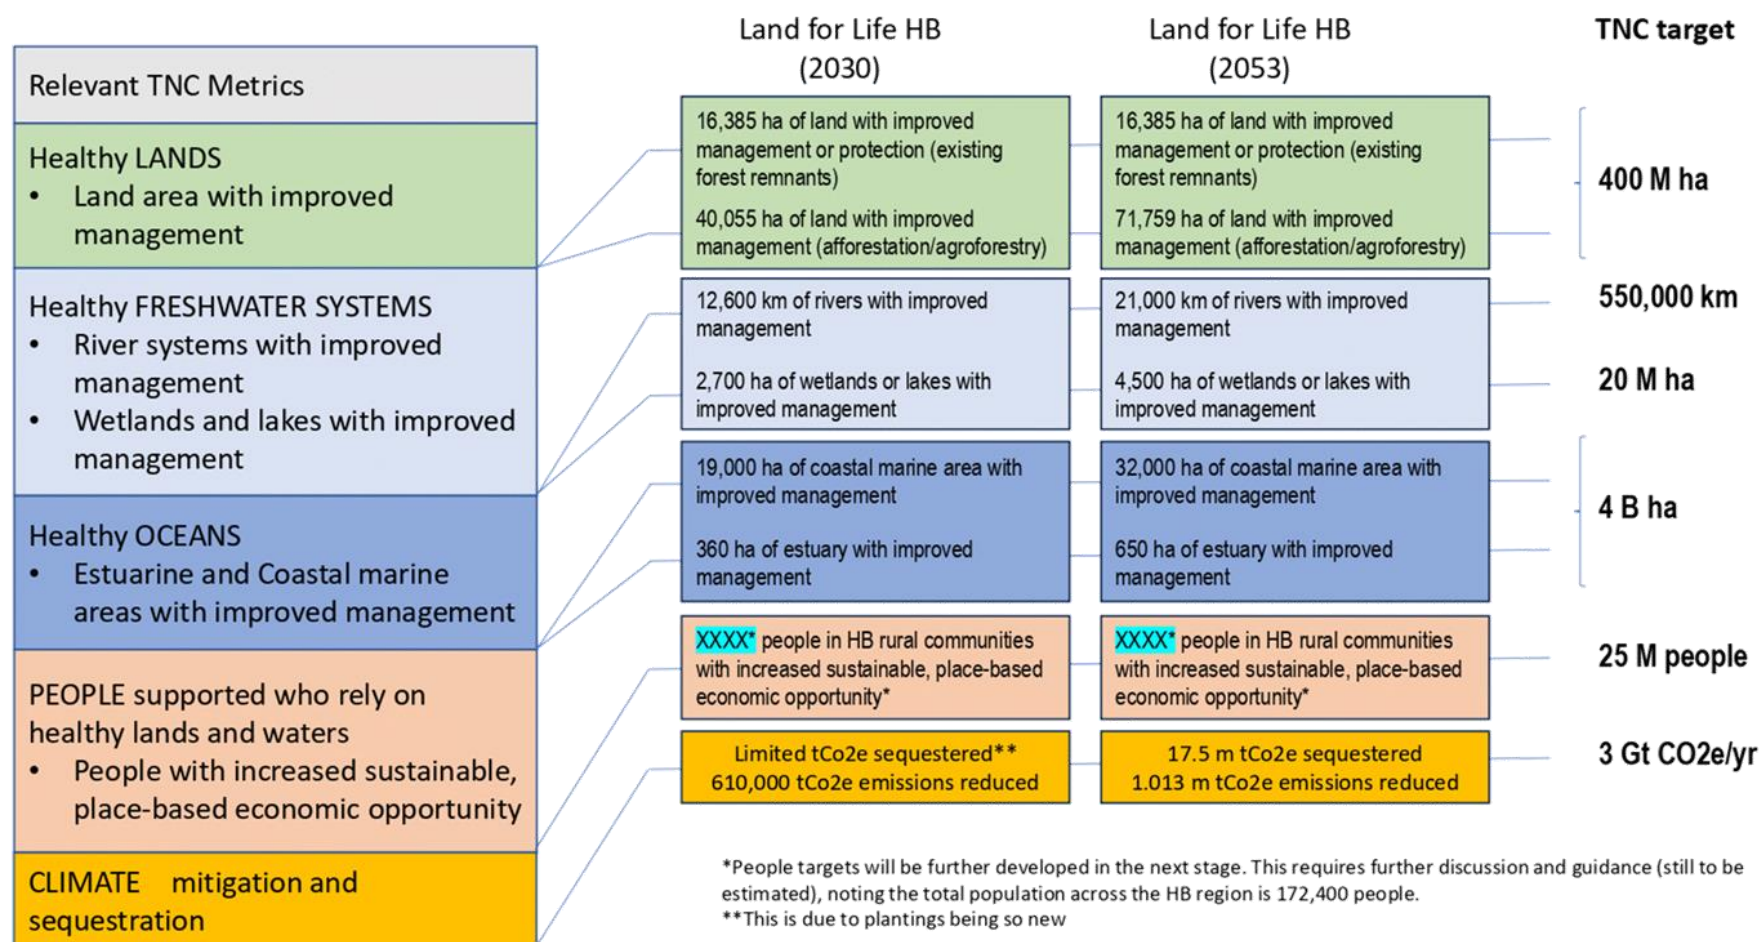 Relevant TNC Metrics
Healthy LANDS
• Land area with improved
management
Healthy FRESHWATER SYSTEMS
• River systems with improved
management
• Wetlands and lakes with improved
management
Healthy OCEANS
• Estuarine and Coastal marine
areas with improved management
PEOPLE supported who rely on
healthy lands and waters
• People with increased sustainable,
place-based economic opportunity
CLIMATE mitigation and
sequestration
Land for Life HB
(2030)
16,385 ha of land with improved
management or protection (existing
forest remnants)
40,055 ha of land with improved
management (afforestation/agroforestry)
12,600 km of rivers with improved
management
2,700 ha of wetlands or lakes with
improved management
19,000 ha of coastal marine area with
improved management
360 ha of estuary with improved
management
XXXX* people in HB rural communities
with increased sustainable, place-based
economic opportunity*
Limited tCo2e sequestered**
610,000 tCo2e emissions reduced
Land for Life HB
(2053)
16,385 ha of land with improved
management or protection (existing
forest remnants)
71,759 ha of land with improved
management (afforestation/agroforestry)
21,000 km of rivers with improved
management
4,500 ha of wetlands or lakes with
improved management
32,000 ha of coastal marine area with
improved management
650 ha of estuary with improved
management
XXXX* people in HB rural communities
with increased sustainable, place-based
economic opportunity*
17.5 m tCo2e sequestered
1.013 m tCo2e emissions reduced
TNC target
400 M ha
550,000 km
20 M ha
4 B ha
25 M people
3 Gt CO2e/yr
*People targets will be further developed in the next stage. This requires further discussion and guidance (still to be
estimated), noting the total population across the HB region is 172,400 people.
**This is due to plantings being so new